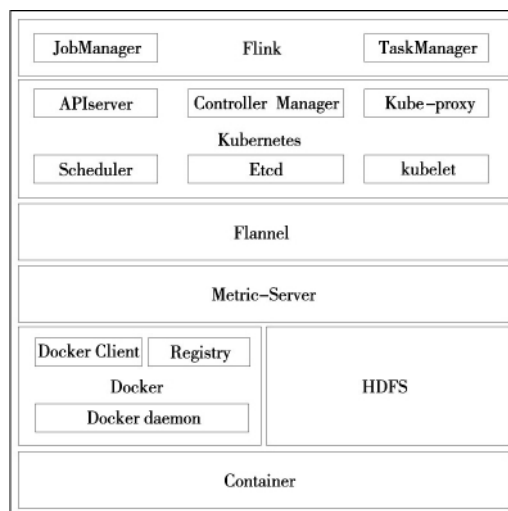 JobManager Flink TaskManager
APIserver Controller Manager Kube-proxy
Kubernetes
Scheduler Etcd kubelet
Flannel
Metric-Server
Docker Client Registry
Docker HDFS
Docker daemon
Container